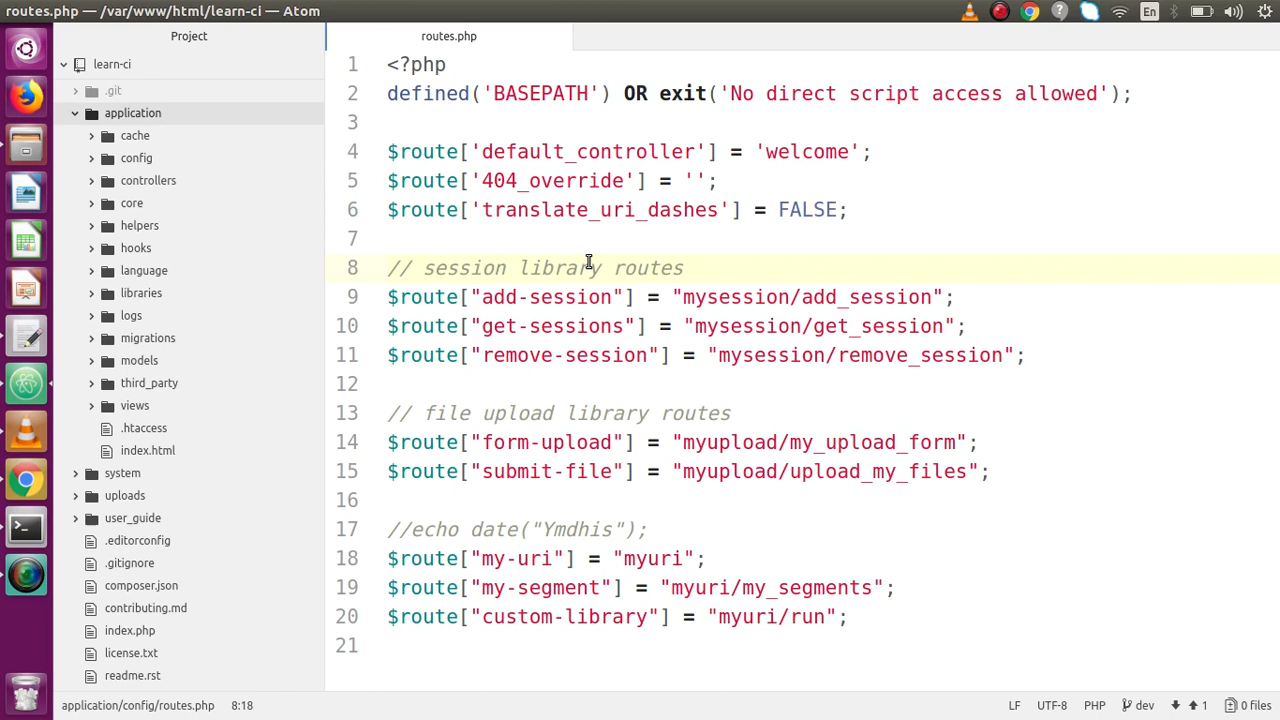 routes.php — /var/www/html/learn-ci — Atom
En
Project
learn-ci
.git
application
cache
config
controllers
core
helpers
hooks
language
libraries
logs
migrations
models
third_party
views
.htaccess
index.html
system
uploads
user_guide
.editorconfig
.gitignore
composer.json
contributing.md
index.php
license.txt
readme.rst
routes.php
1 <?php
2 defined('BASEPATH') OR exit('No direct script access allowed');
3
4 $route['default_controller'] = 'welcome';
5 $route['404_override'] = '';
6 $route['translate_uri_dashes'] = FALSE;
7
8 // session library routes
9 $route["add-session"] = "mysession/add_session";
10 $route["get-sessions"] = "mysession/get_session";
11 $route["remove-session"] = "mysession/remove_session";
12
13 // file upload library routes
14 $route["form-upload"] = "myupload/my_upload_form";
15 $route["submit-file"] = "myupload/upload_my_files";
16
17 //echo date("Ymdhis");
18 $route["my-uri"] = "myuri";
19 $route["my-segment"] = "myuri/my_segments";
20 $route["custom-library"] = "myuri/run";
21
application/config/routes.php 8:18 LF UTF-8 PHP dev 1 0 files